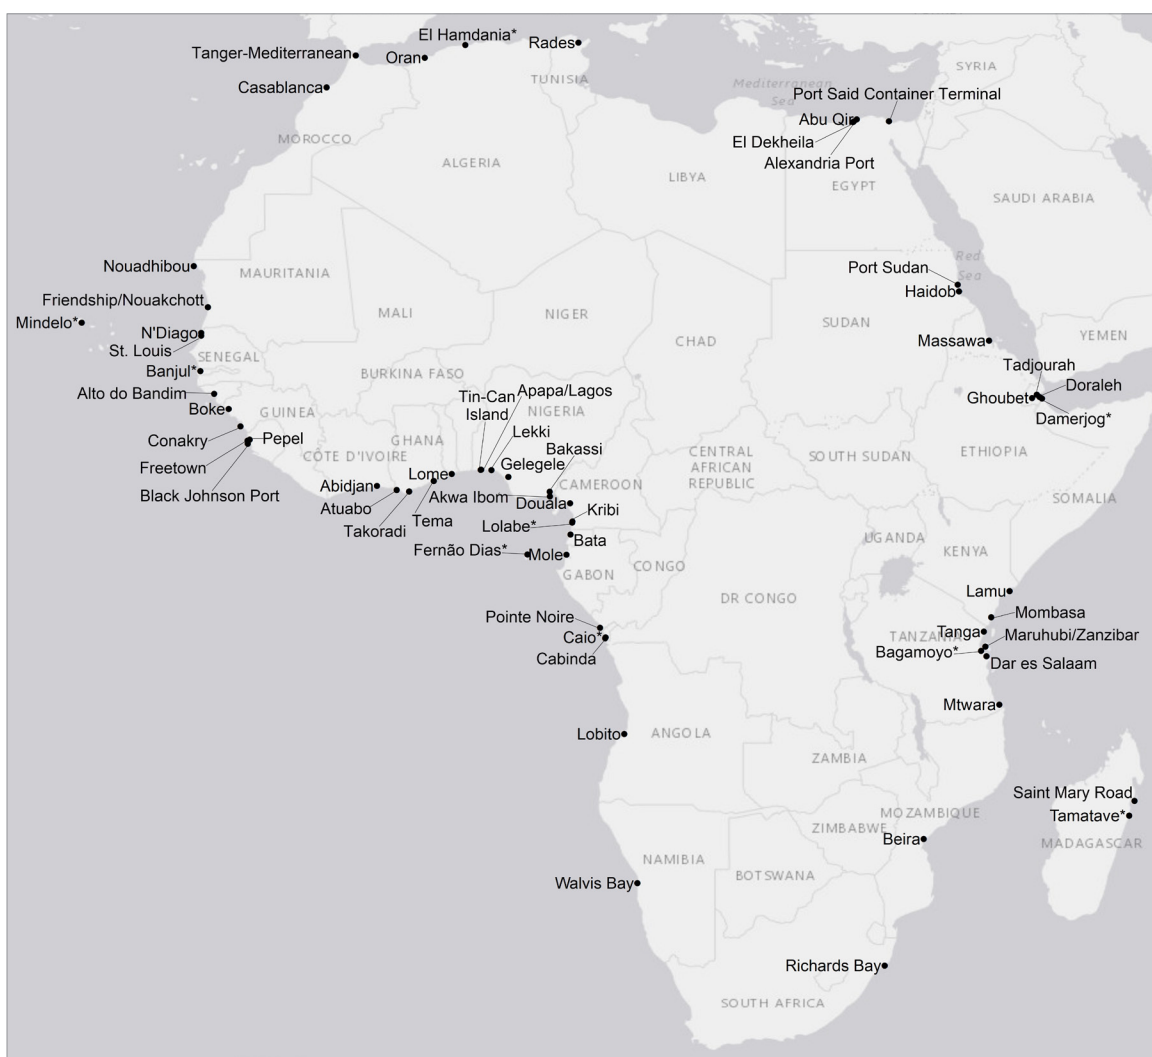 El Hamdania*
Tanger-Mediterranean
Oran
Rades
Casablanca
TUNISIA
SYRIA
Mediterranean
Sea
Port Said Container Terminal
Abu Qir
El Dekheila
Alexandria Port
MOROCCO
ALGERIA
LIBYA
EGYPT
SAUDI ARABIA
Nouadhibou
MAURITANIA
Red
Sea
Port Sudan
Haidob
Friendship/Nouakchott
Mindelo*
MALI
NIGER
SUDAN
CHAD
YEMEN
N'Diago
St. Louis
SENEGAL
Massawa
Banjul*
BURKINA FASO
Tadjourah
Doraleh
Ghoubet
Damerjog*
Alto do Bandim
Boke
GUINEA
Tin-Can
Island
Apapa/Lagos
NIGERIA
Conakry
Pepel
GHANA
Lekki
CÔTE D'IVOIRE
Bakassi
Freetown
Lome
Gelegele
CENTRAL
AFRICAN
REPUBLIC
SOUTH SUDAN
ETHIOPIA
Black Johnson Port
Abidjan
Akwa Ibom
CAMEROON
SOMALIA
Atuabo
Douala
Kribi
Takoradi
Tema
Lolabe*
Bata
UGANDA
KENYA
Fernão Dias*
Mole
GABON
CONGO
DR CONGO
Lamu
Pointe Noire
Mombasa
Caio*
Tanga
TANZANIA
Maruhubi/Zanzibar
Cabinda
Bagamoyo*
Dar es Salaam
Mtwara
Lobito
ANGOLA
ZAMBIA
Saint Mary Road
Tamatave*
MOZAMBIQUE
ZIMBABWE
Beira
MADAGASCAR
NAMIBIA
BOTSWANA
Walvis Bay
Richards Bay
SOUTH AFRICA